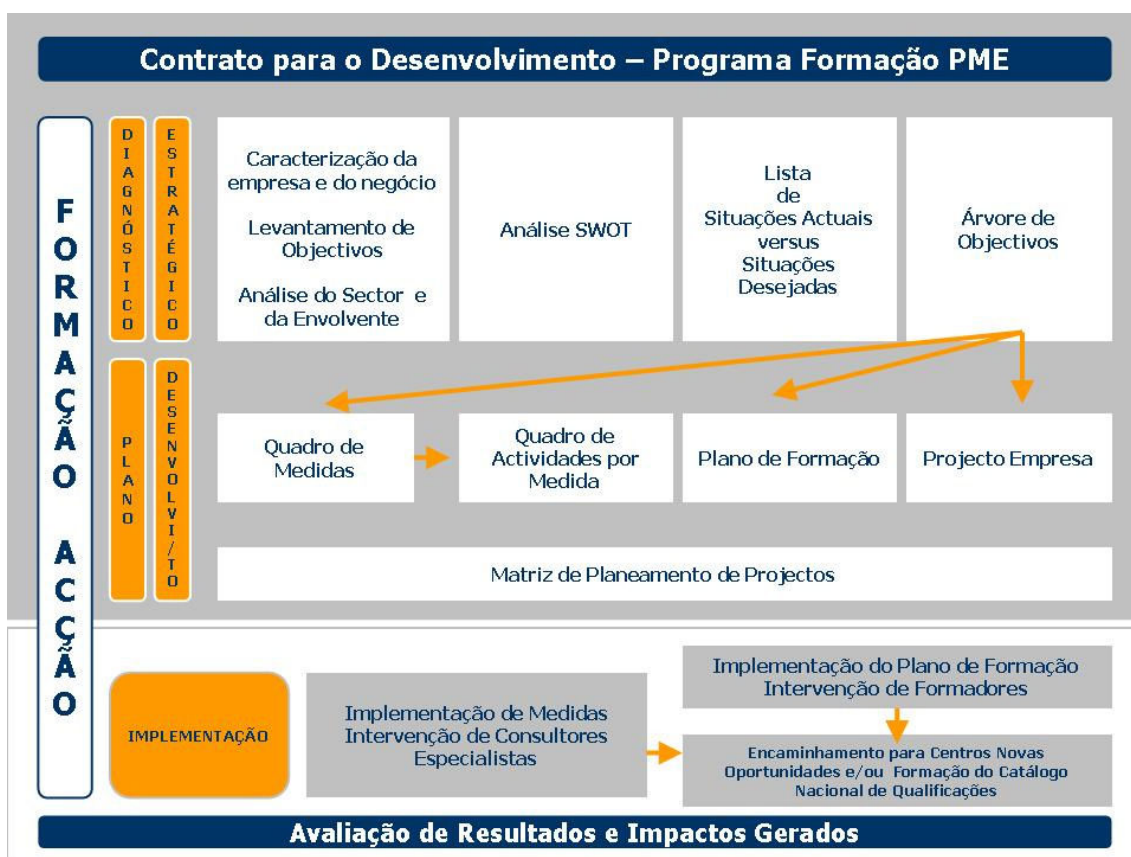 Contrato para o Desenvolvimento – Programa Formação PME
FORMAÇÃO ACÇÃO
DIAGNÓSTICO
ESTRATÉGICO
Caracterização da
empresa e do negócio
Levantamento de
Objectivos
Análise do Sector e
da Envolvente
Análise SWOT
Lista
de
Situações Actuais
versus
Situações
Desejadas
Árvore de
Objectivos
PLANO
DESENVOLVI/TO
Quadro de
Medidas
Quadro de
Actividades por
Medida
Plano de Formação
Projecto Empresa
Matriz de Planeamento de Projectos
IMPLEMENTAÇÃO
Implementação de Medidas
Intervenção de Consultores
Especialistas
Implementação do Plano de Formação
Intervenção de Formadores
Encaminhamento para Centros Novas
Oportunidades e/ou Formação do Catálogo
Nacional de Qualificações
Avaliação de Resultados e Impactos Gerados